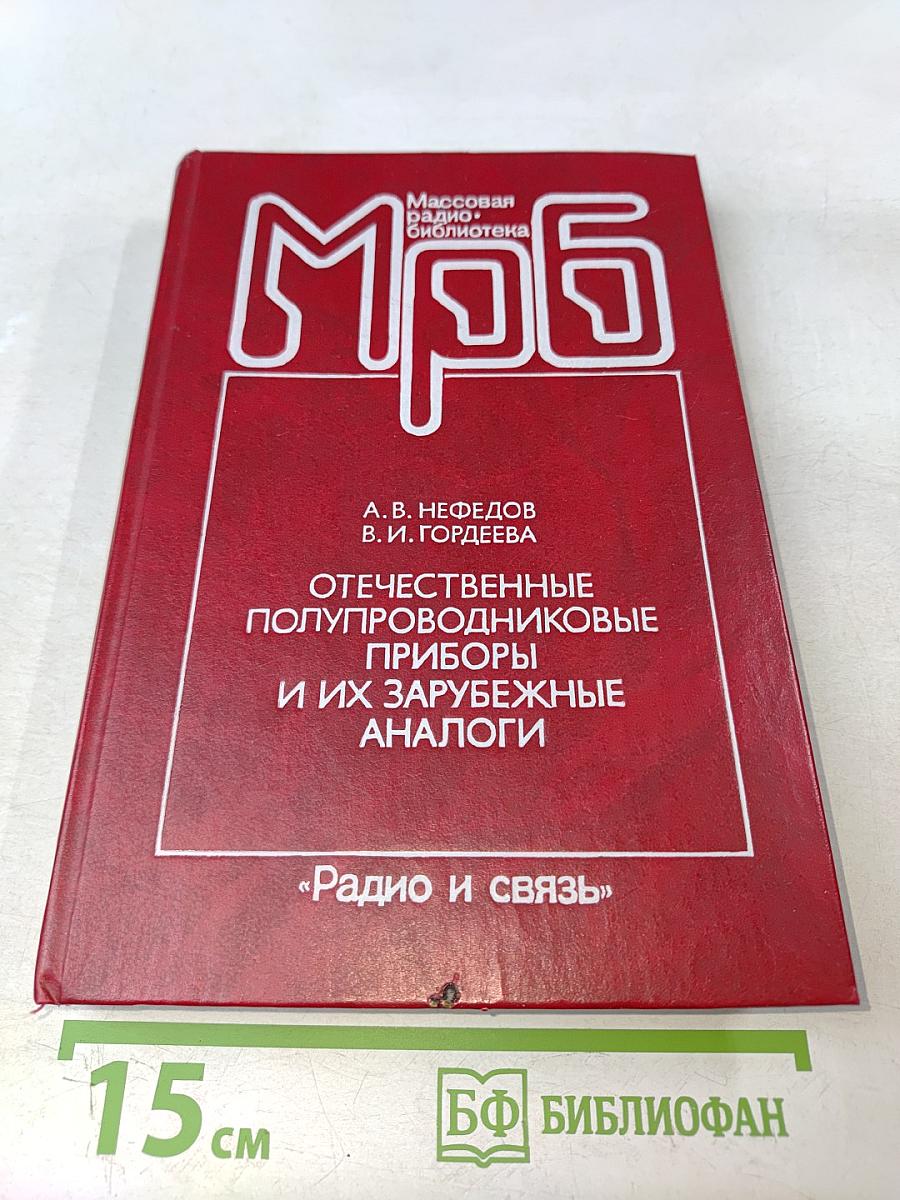 Массовая
радио-
библиотека
Мрб
А. В. НЕФЕДОВ
В. И. ГОРДЕЕВА
ОТЕЧЕСТВЕННЫЕ
ПОЛУПРОВОДНИКОВЫЕ
ПРИБОРЫ
И ИХ ЗАРУБЕЖНЫЕ
АНАЛОГИ
«Радио и связь»
15 см
БФ БИБЛИОФАН